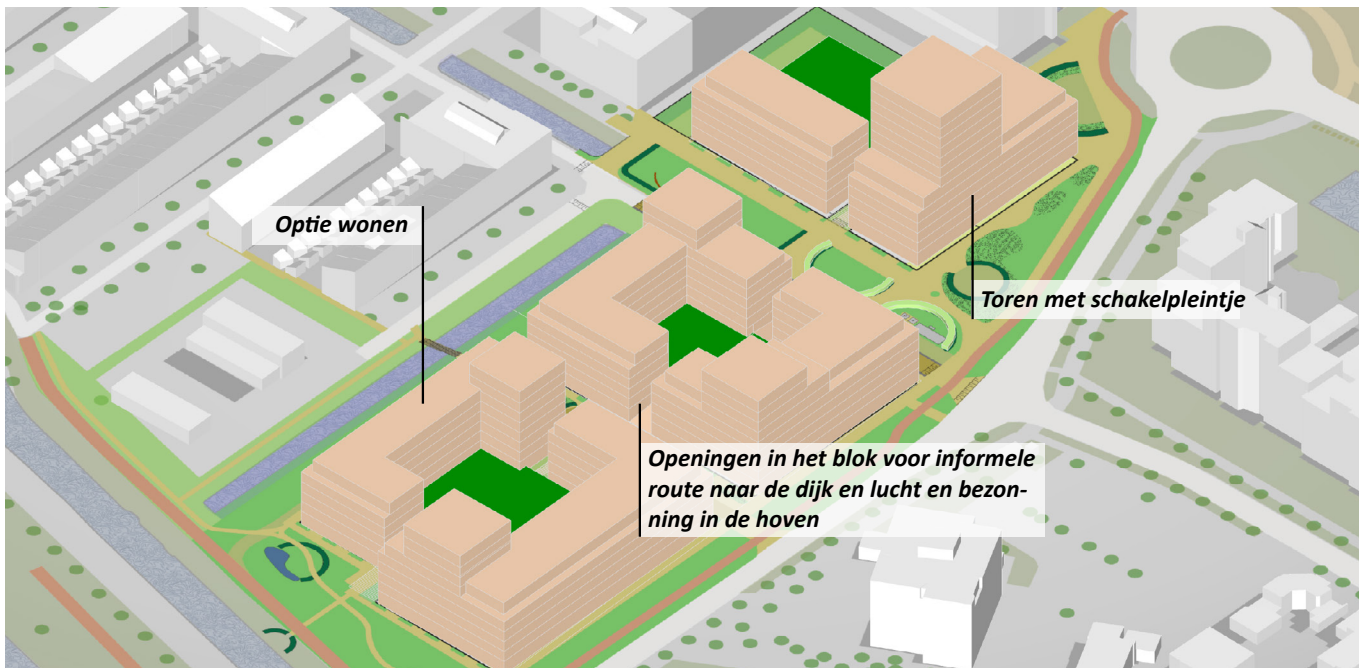 Optie wonen
Toren met schakelpleintje
Openingen in het blok voor informele
route naar de dijk en lucht en bezon-
ning in de hoven